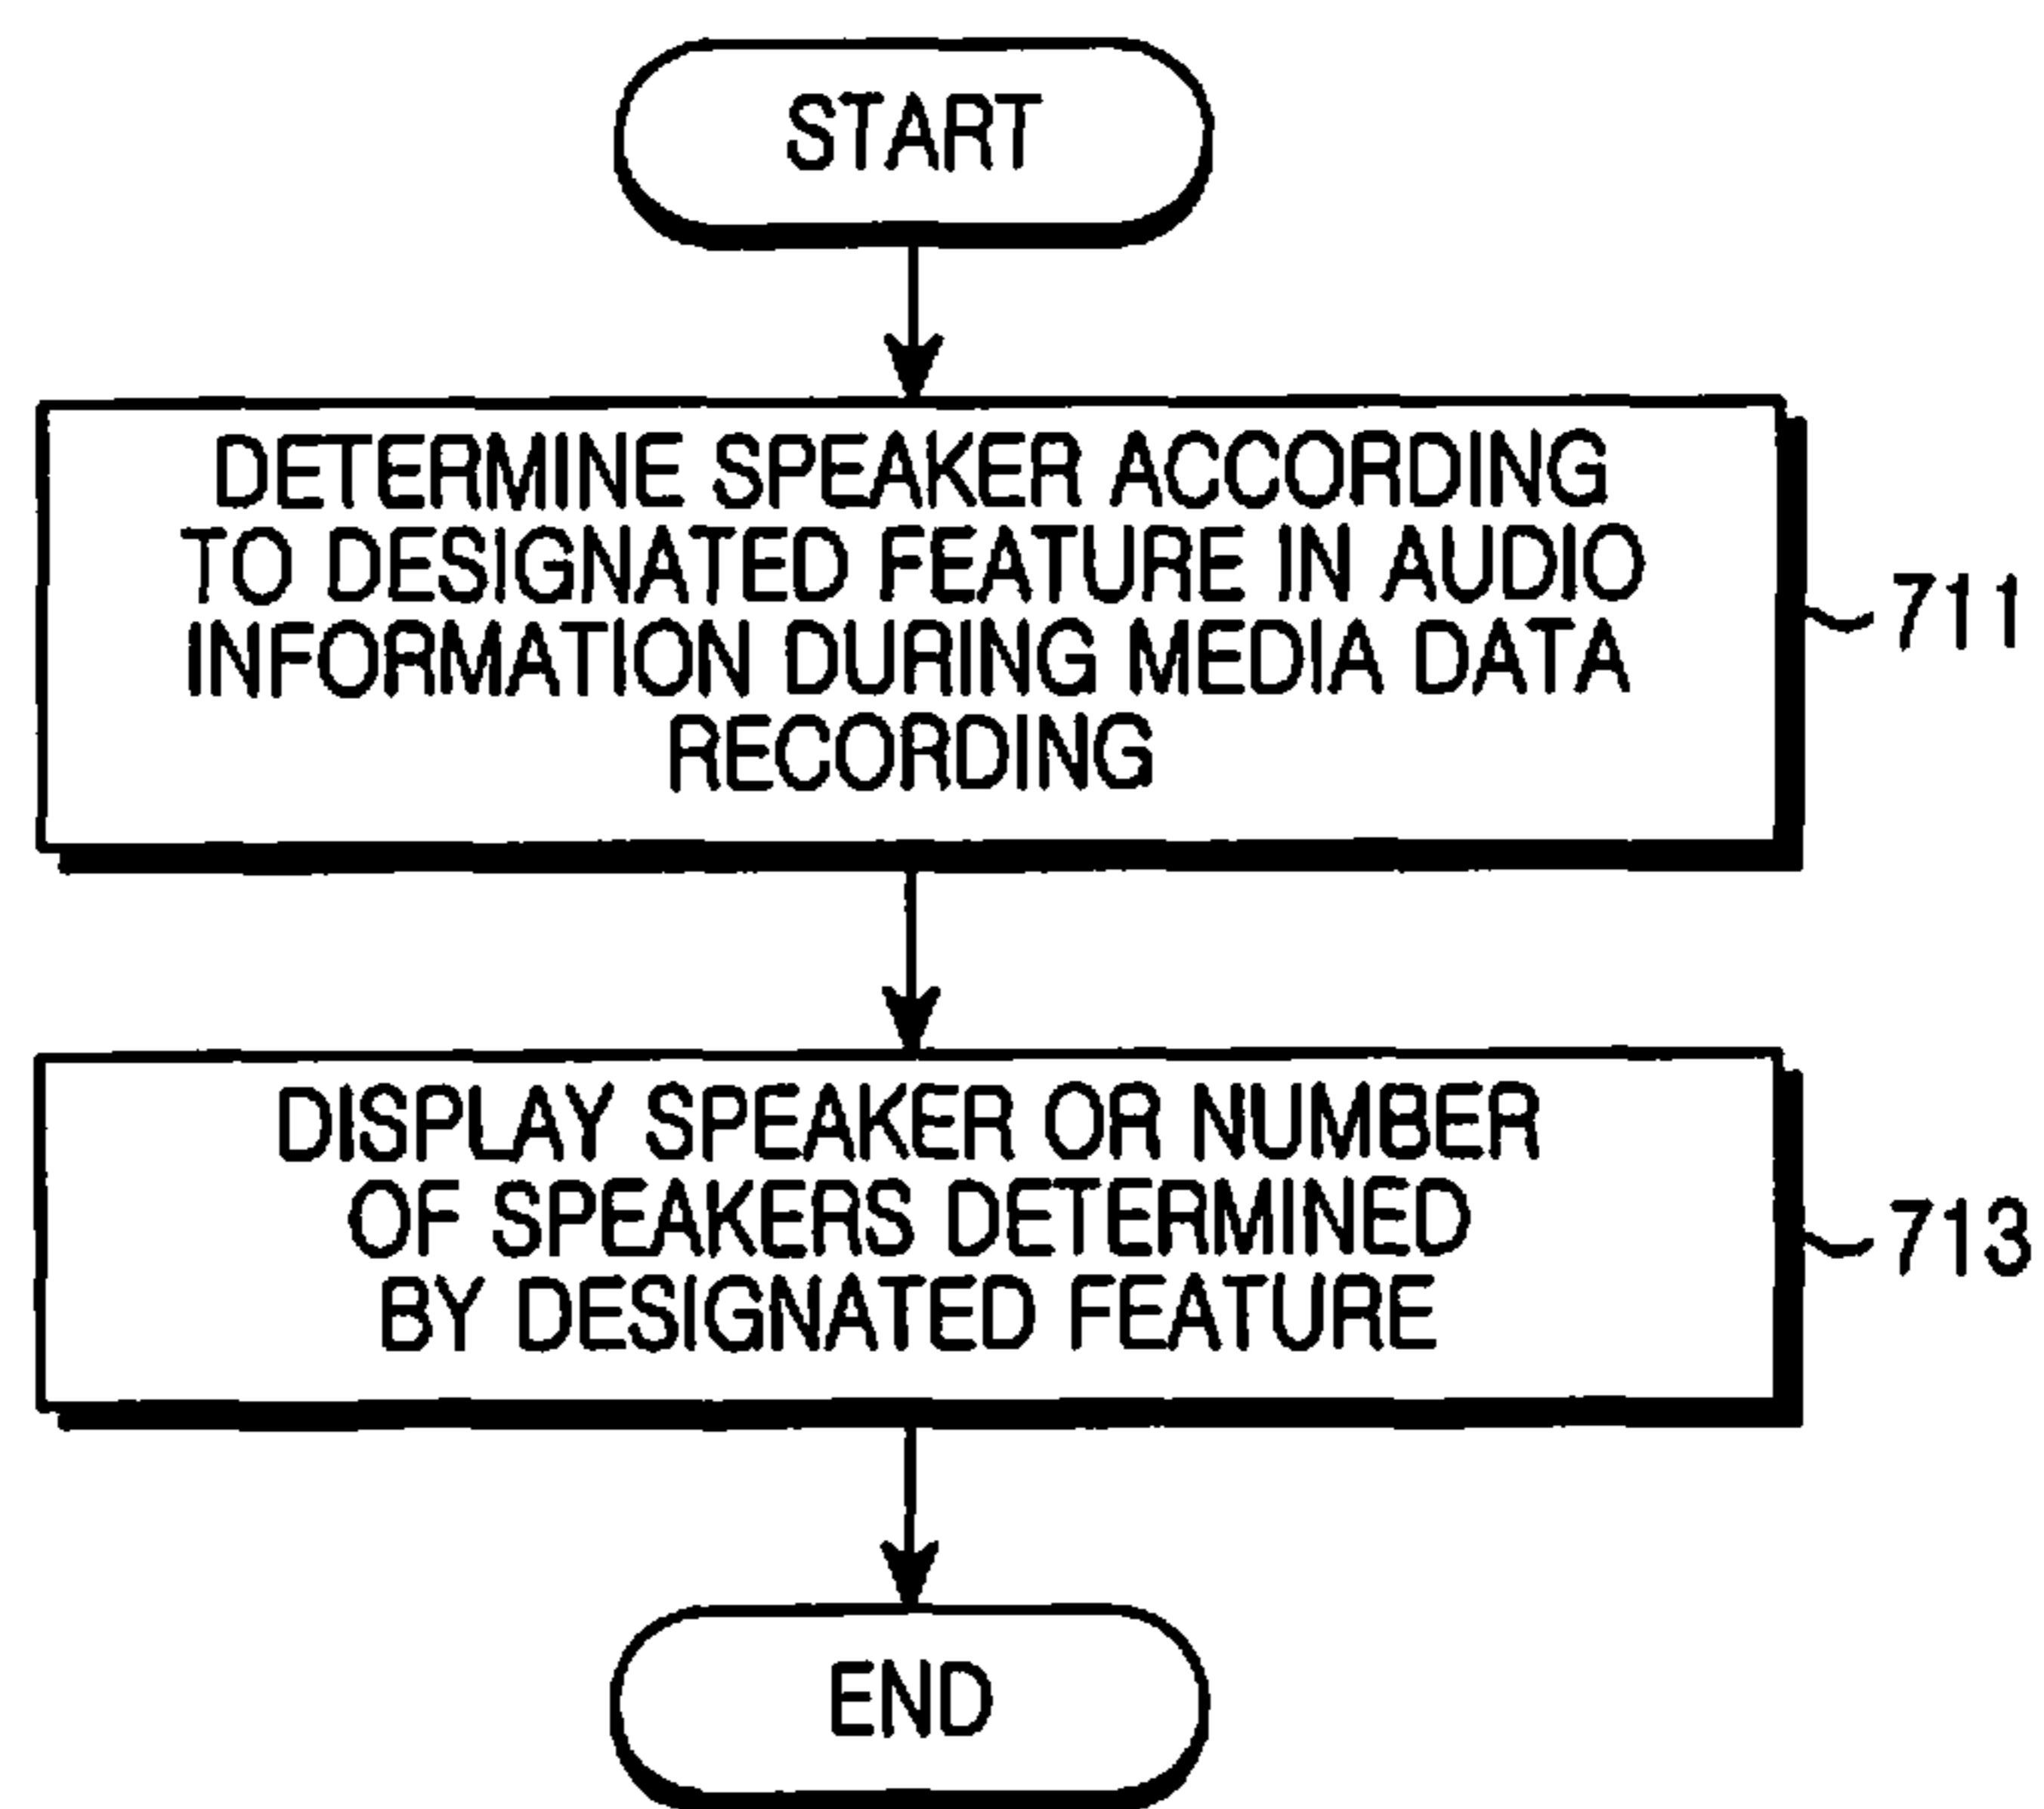 START
DETERMINE SPEAKER ACCORDING
TO DESIGNATED FEATURE IN AUDIO
INFORMATION DURING MEDIA DATA
RECORDING
711
DISPLAY SPEAKER OR NUMBER
OF SPEAKERS DETERMINED
BY DESIGNATED FEATURE
713
END